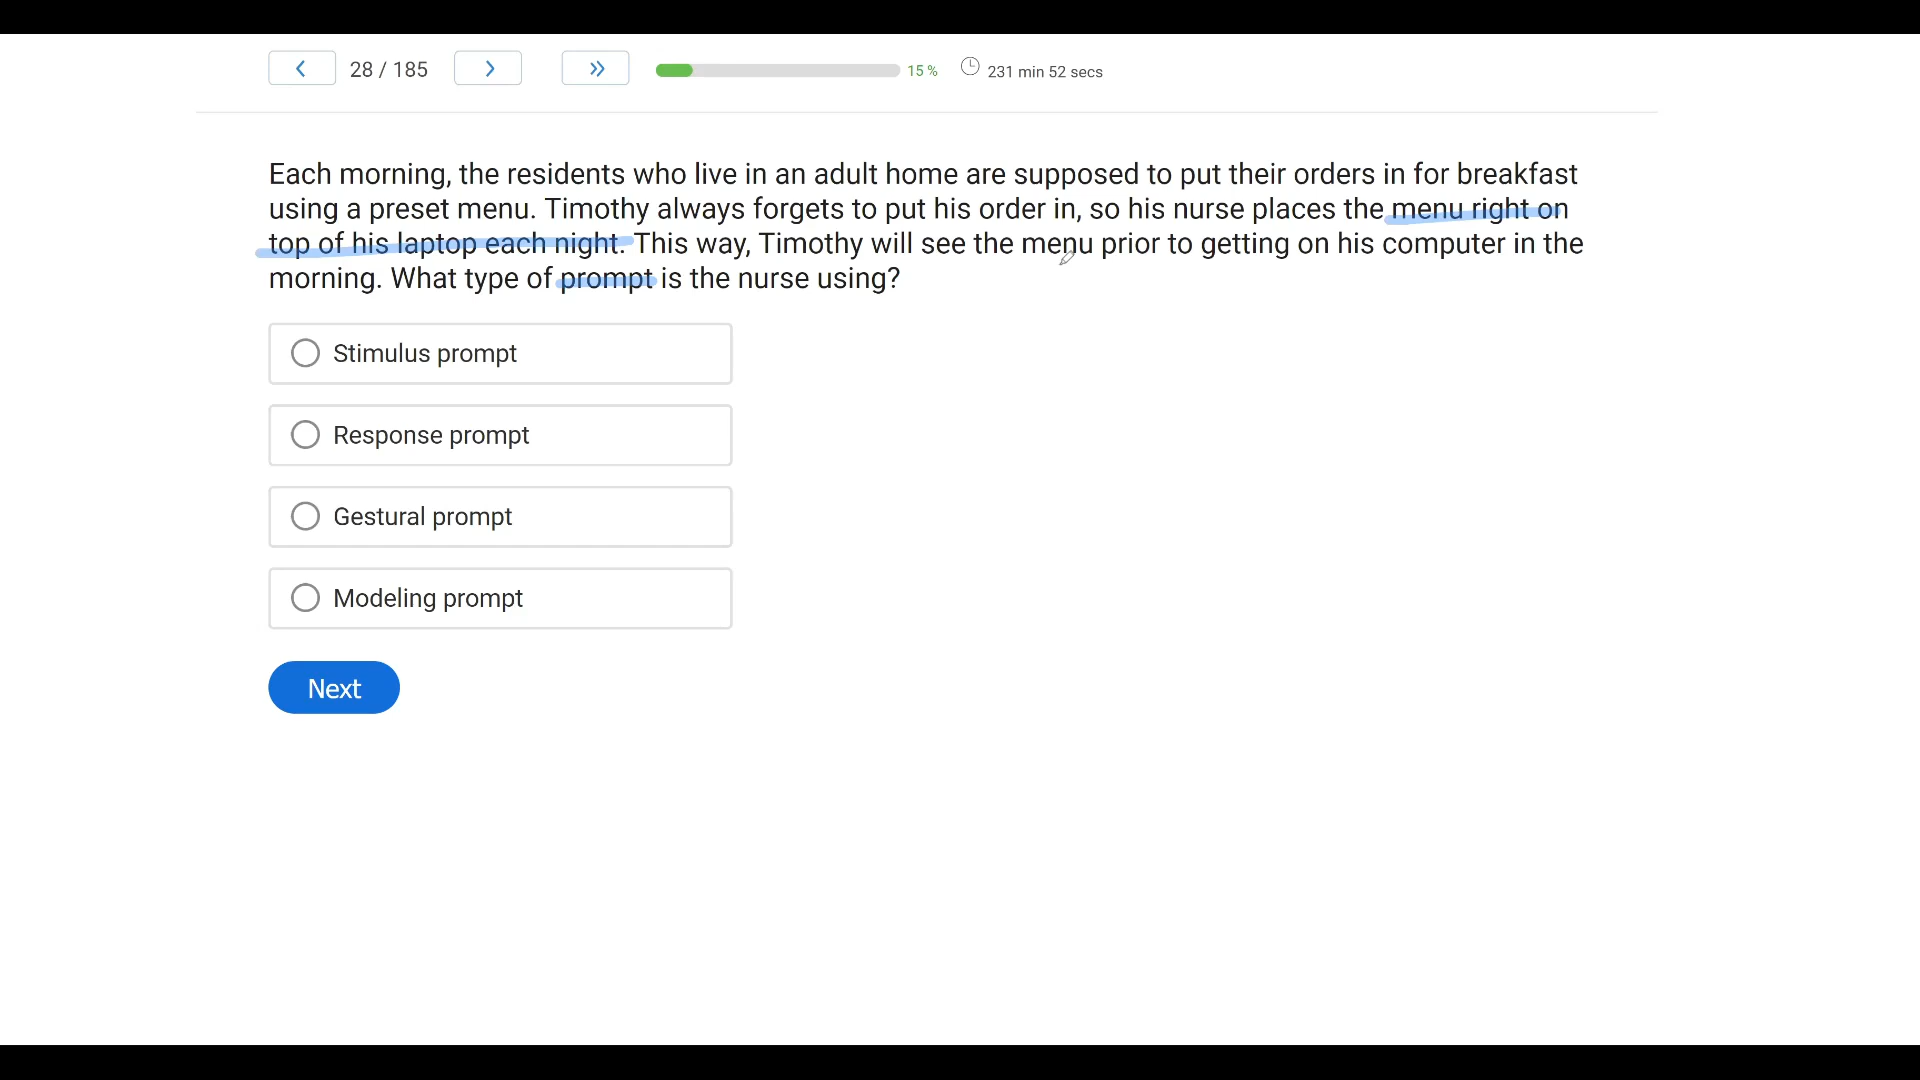 28 / 185
15 %
231 min 52 secs
Each morning, the residents who live in an adult home are supposed to put their orders in for breakfast
using a preset menu. Timothy always forgets to put his order in, so his nurse places the menu right on
top of his laptop each night. This way, Timothy will see the menu prior to getting on his computer in the
morning. What type of prompt is the nurse using?
Stimulus prompt
Response prompt
Gestural prompt
Modeling prompt
Next